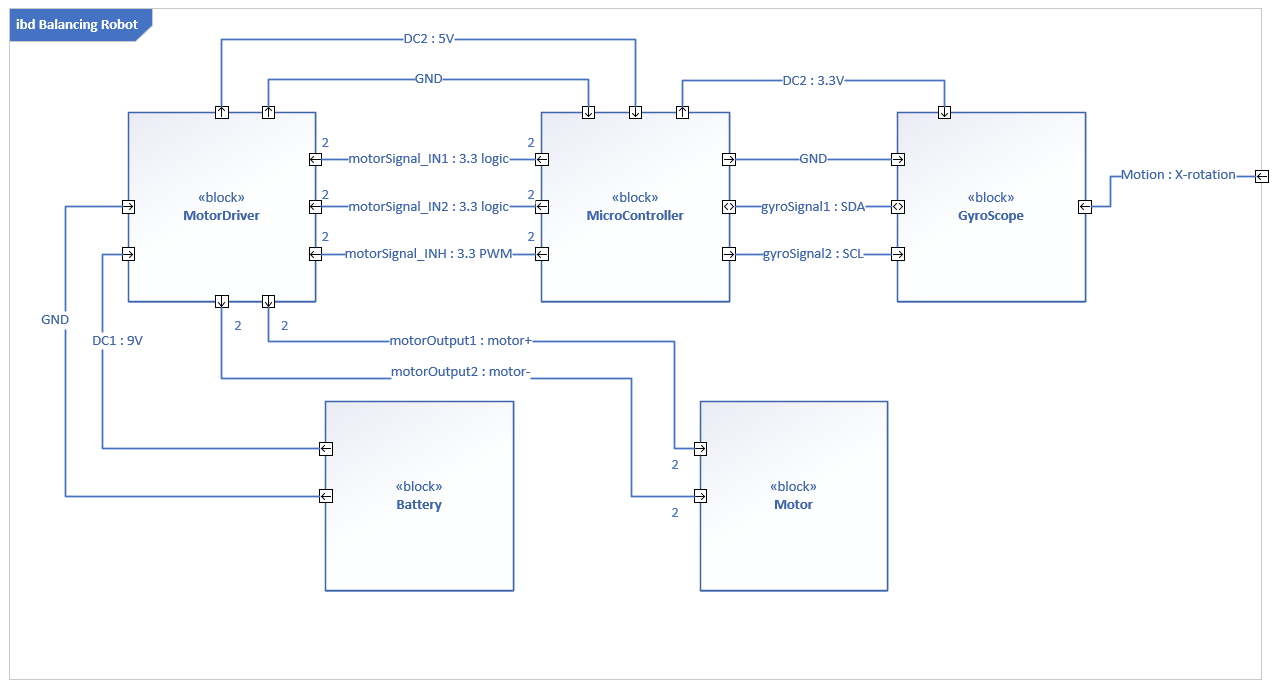 ibd Balancing Robot
DC2 : 5V
GND
DC2 : 3.3V
2
2
motorSignal_IN1 : 3.3 logic
GND
Motion : X-rotation
2
2
«block»
MotorDriver
motorSignal_IN2 : 3.3 logic
«block»
MicroController
gyroSignal1 : SDA
«block»
GyroScope
2
2
motorSignal_INH : 3.3 PWM
gyroSignal2 : SCL
GND
2
2
DC1 : 9V
motorOutput1 : motor+
motorOutput2 : motor-
2
«block»
Battery
«block»
Motor
2